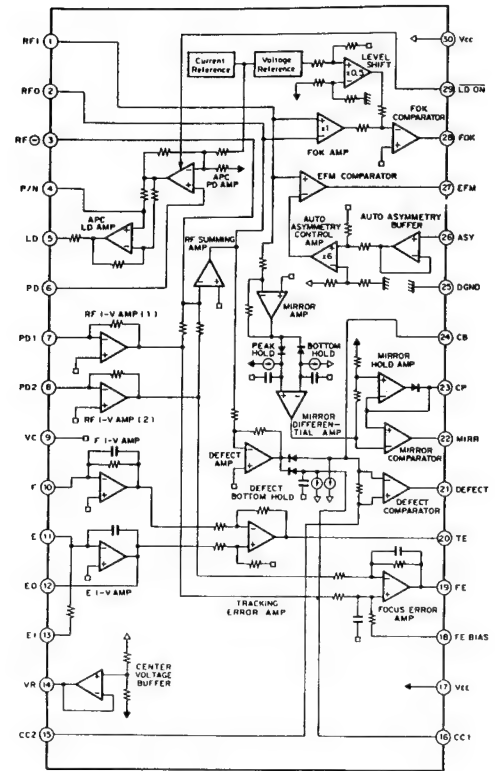 RFI 1
RFO 2
RF⊖ 3
P/N 4
LD 5
PD 6
PD1 7
PD2 8
VC 9
F 10
E 11
EO 12
EI 13
VR 14
CC2 15
30 Vcc
29 LD ON
28 FOK
27 EFM
26 ASY
25 DGND
24 CB
23 CP
22 MIRR
21 DEFECT
20 TE
19 FE
18 FE BIAS
17 Vcc
16 CC1
Current
Reference
Voltage
Reference
LEVEL
SHIFT
×0.5
FOK
COMPARATOR
×1
FOK AMP
APC
PD AMP
APC
LD AMP
EFM COMPARATOR
AUTO
ASYMMETRY
CONTROL
AMP
×6
AUTO ASYMMETRY
BUFFER
RF SUMMING
AMP
MIRROR AMP
RF I-V AMP (1)
RF I-V AMP (2)
PEAK
HOLD
BOTTOM
HOLD
MIRROR
HOLD AMP
MIRROR
DIFFEREN-
TIAL AMP
MIRROR
COMPARATOR
F I-V AMP
DEFECT
AMP
DEFECT
BOTTOM HOLD
DEFECT
COMPARATOR
E I-V AMP
TRACKING
ERROR AMP
FOCUS ERROR
AMP
CENTER
VOLTAGE
BUFFER